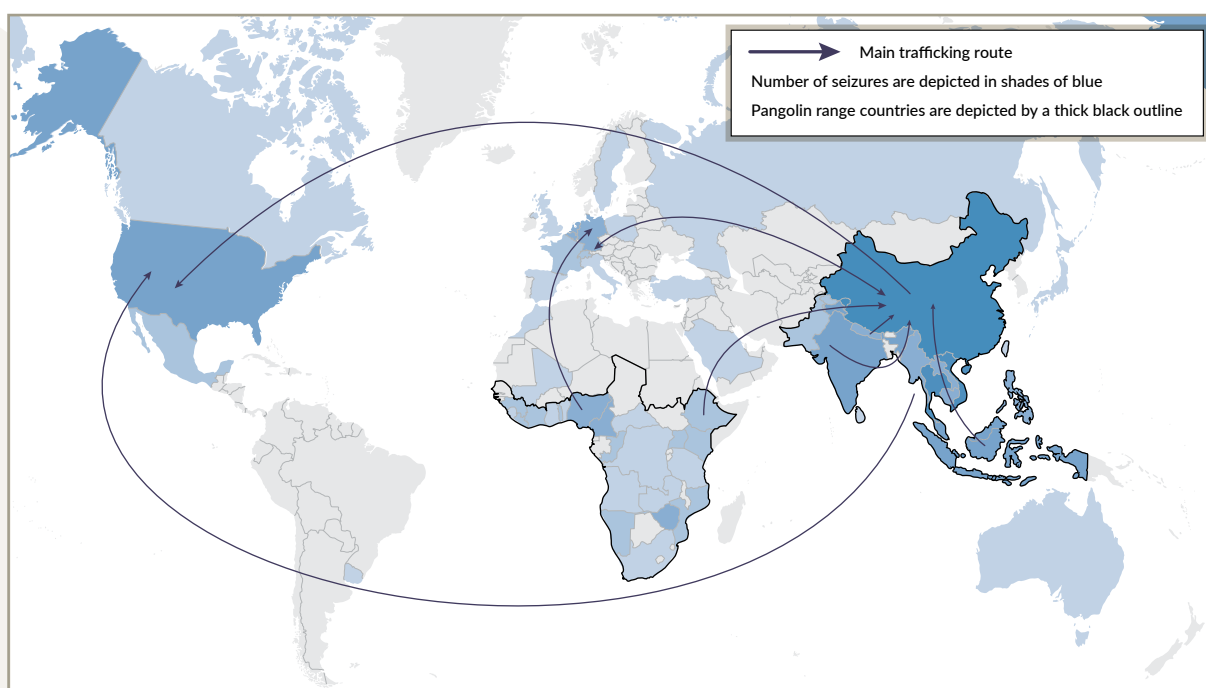 Main trafficking route
Number of seizures are depicted in shades of blue
Pangolin range countries are depicted by a thick black outline